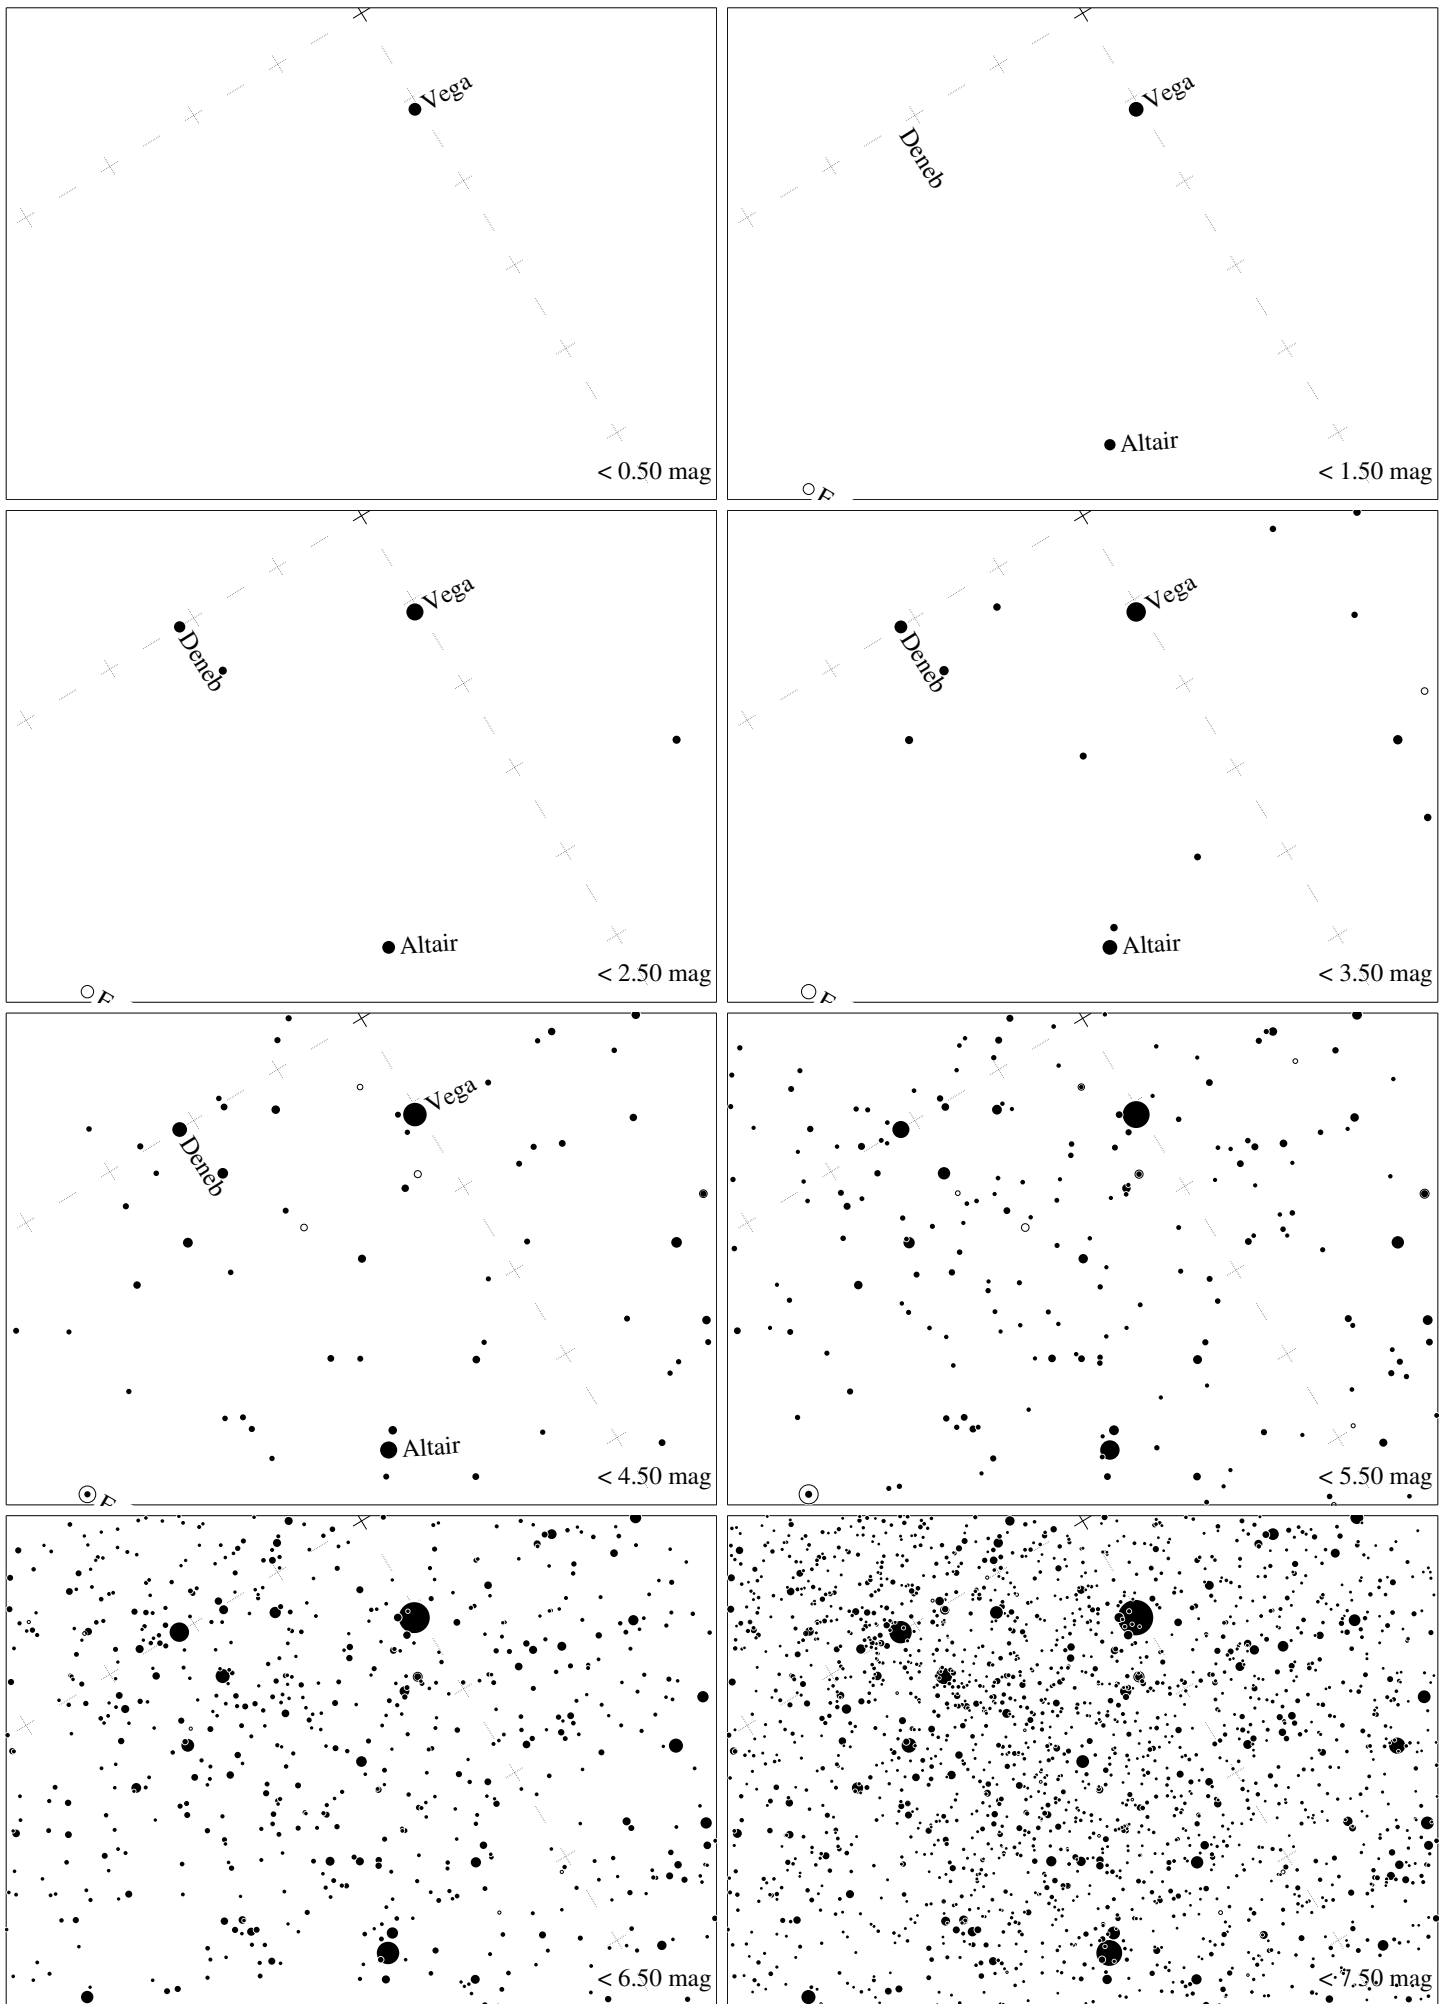 Vega
< 0.50 mag
Vega
Deneb
Altair
< 1.50 mag
Vega
Deneb
Altair
< 2.50 mag
Vega
Deneb
Altair
< 3.50 mag
Vega
Deneb
Altair
< 4.50 mag
< 5.50 mag
< 6.50 mag
< 7.50 mag